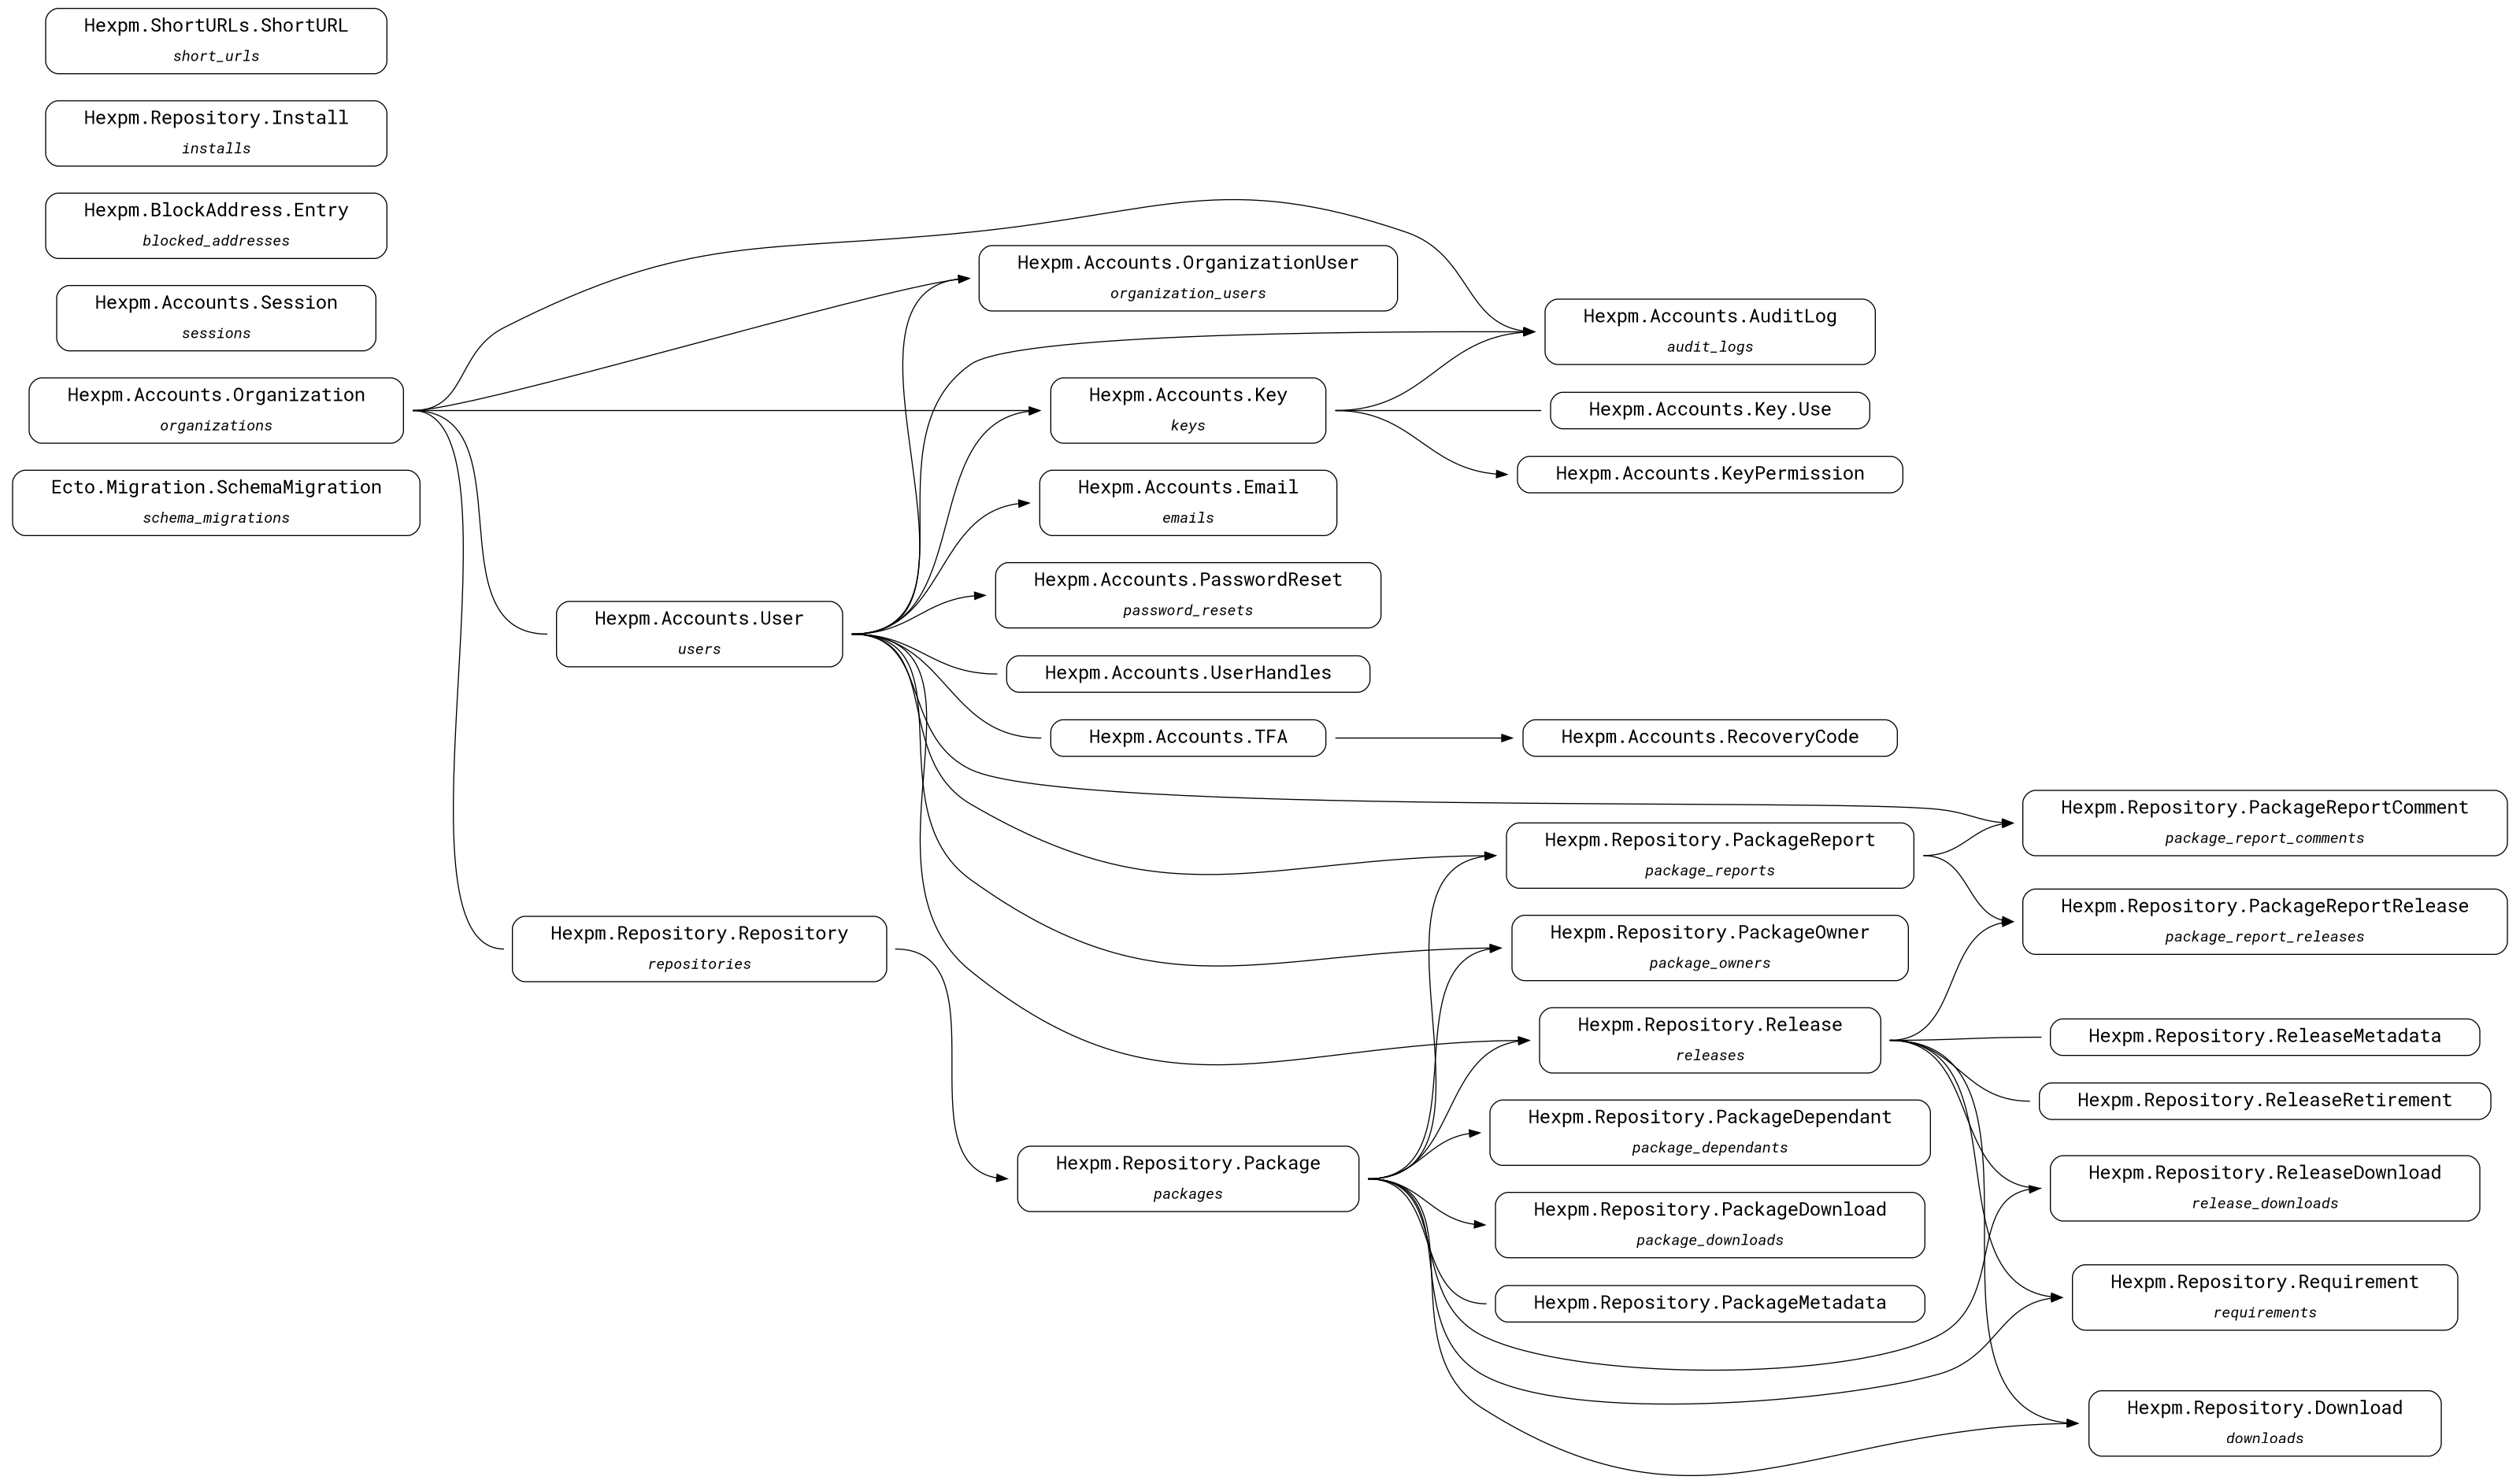 Hexpm.ShortURLs.ShortURL
short_urls
Hexpm.Repository.Install
installs
Hexpm.BlockAddress.Entry
blocked_addresses
Hexpm.Accounts.Session
sessions
Hexpm.Accounts.Organization
organizations
Ecto.Migration.SchemaMigration
schema_migrations
Hexpm.Accounts.User
users
Hexpm.Repository.Repository
repositories
Hexpm.Accounts.OrganizationUser
organization_users
Hexpm.Accounts.Key
keys
Hexpm.Accounts.Email
emails
Hexpm.Accounts.PasswordReset
password_resets
Hexpm.Accounts.UserHandles
Hexpm.Accounts.TFA
Hexpm.Repository.Package
packages
Hexpm.Accounts.AuditLog
audit_logs
Hexpm.Accounts.Key.Use
Hexpm.Accounts.KeyPermission
Hexpm.Accounts.RecoveryCode
Hexpm.Repository.PackageReport
package_reports
Hexpm.Repository.PackageOwner
package_owners
Hexpm.Repository.Release
releases
Hexpm.Repository.PackageDependant
package_dependants
Hexpm.Repository.PackageDownload
package_downloads
Hexpm.Repository.PackageMetadata
Hexpm.Repository.PackageReportComment
package_report_comments
Hexpm.Repository.PackageReportRelease
package_report_releases
Hexpm.Repository.ReleaseMetadata
Hexpm.Repository.ReleaseRetirement
Hexpm.Repository.ReleaseDownload
release_downloads
Hexpm.Repository.Requirement
requirements
Hexpm.Repository.Download
downloads